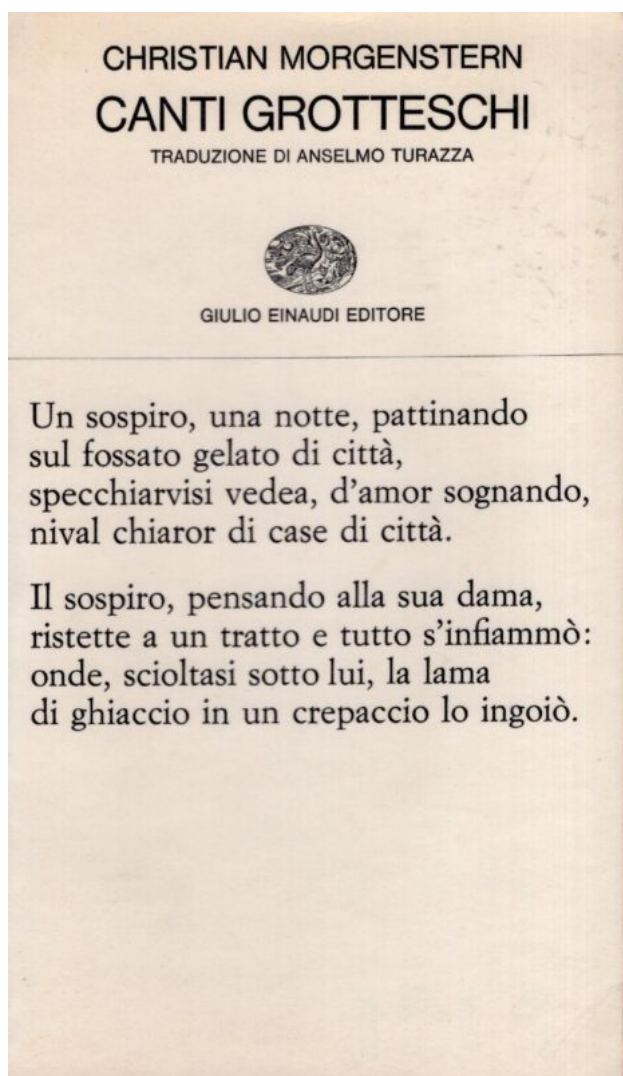 CHRISTIAN MORGENSTERN
CANTI GROTTESCHI
TRADUZIONE DI ANSELMO TURAZZA
GIULIO EINAUDI EDITORE
Un sospiro, una notte, pattinando
sul fossato gelato di città,
specchiarvisi vedea, d'amor sognando,
nival chiaror di case di città.
Il sospiro, pensando alla sua dama,
ristette a un tratto e tutto s'infiammò:
onde, scioltasi sotto lui, la lama
di ghiaccio in un crepaccio lo ingoiò.